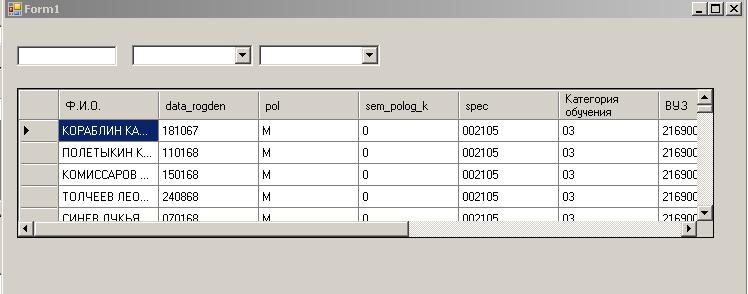 Form1
Ф.И.О. data_rogden pol sem_polog_k spec Категория обучения ВУЗ
КОРАБЛИН КА... 181067 М 0 002105 03 216900
ПОЛЕТЫКИН К... 110168 М 0 002105 03 216900
КОМИССАРОВ ... 150168 М 0 002105 03 216900
ТОЛЧЕЕВ ЛЕО... 240868 М 0 002105 03 216900
СИНЕВ ЛУКЬЯ... 070168 М 0 002105 03 216900